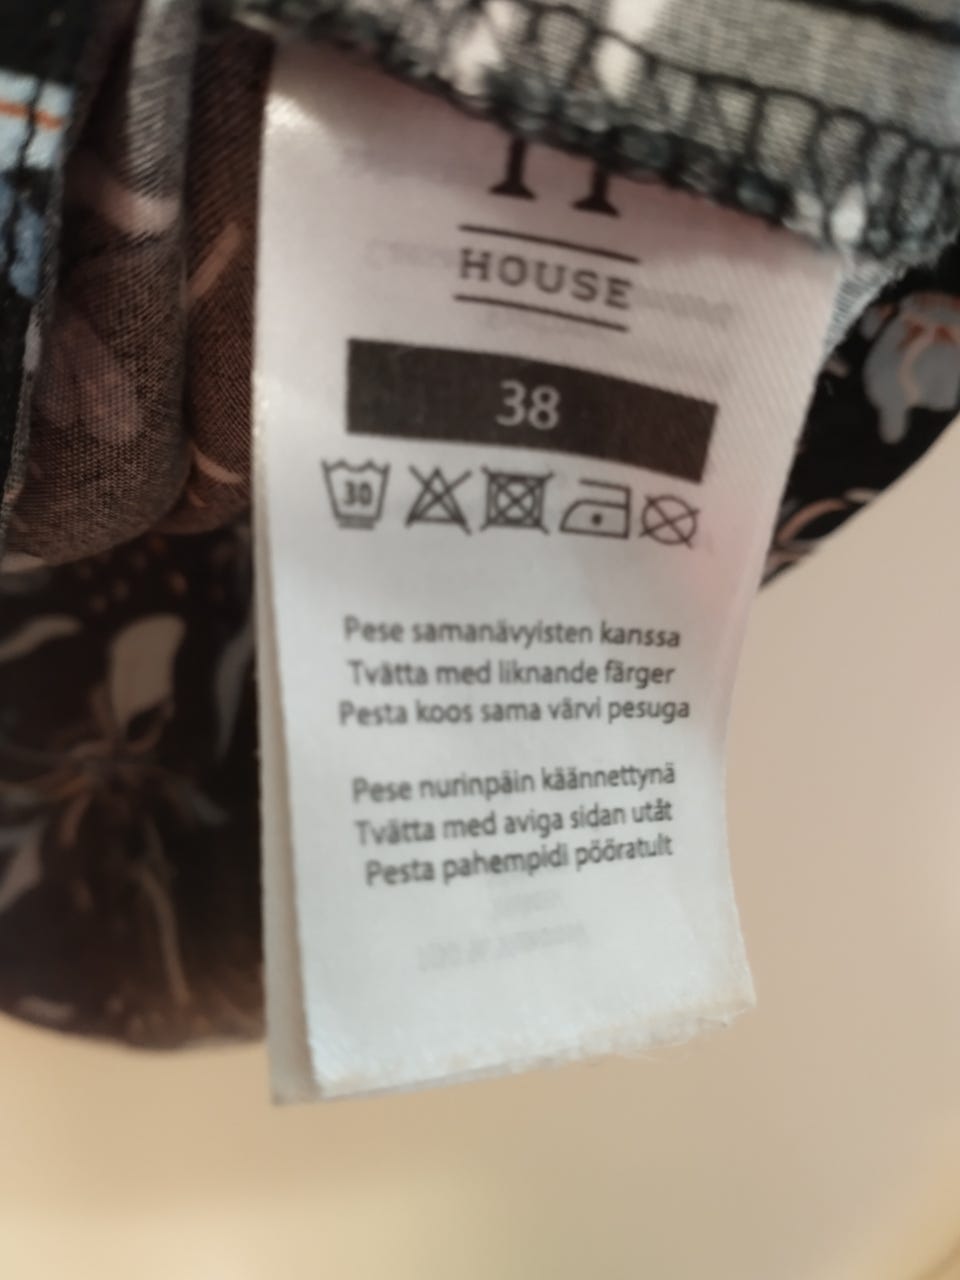 HOUSE
38
30
Pese samanävyisten kanssa
Tvätta med liknande färger
Pesta koos sama värvi pesuga
Pese nurinpäin käännettynä
Tvätta med aviga sidan utåt
Pesta pahempidi pööratult